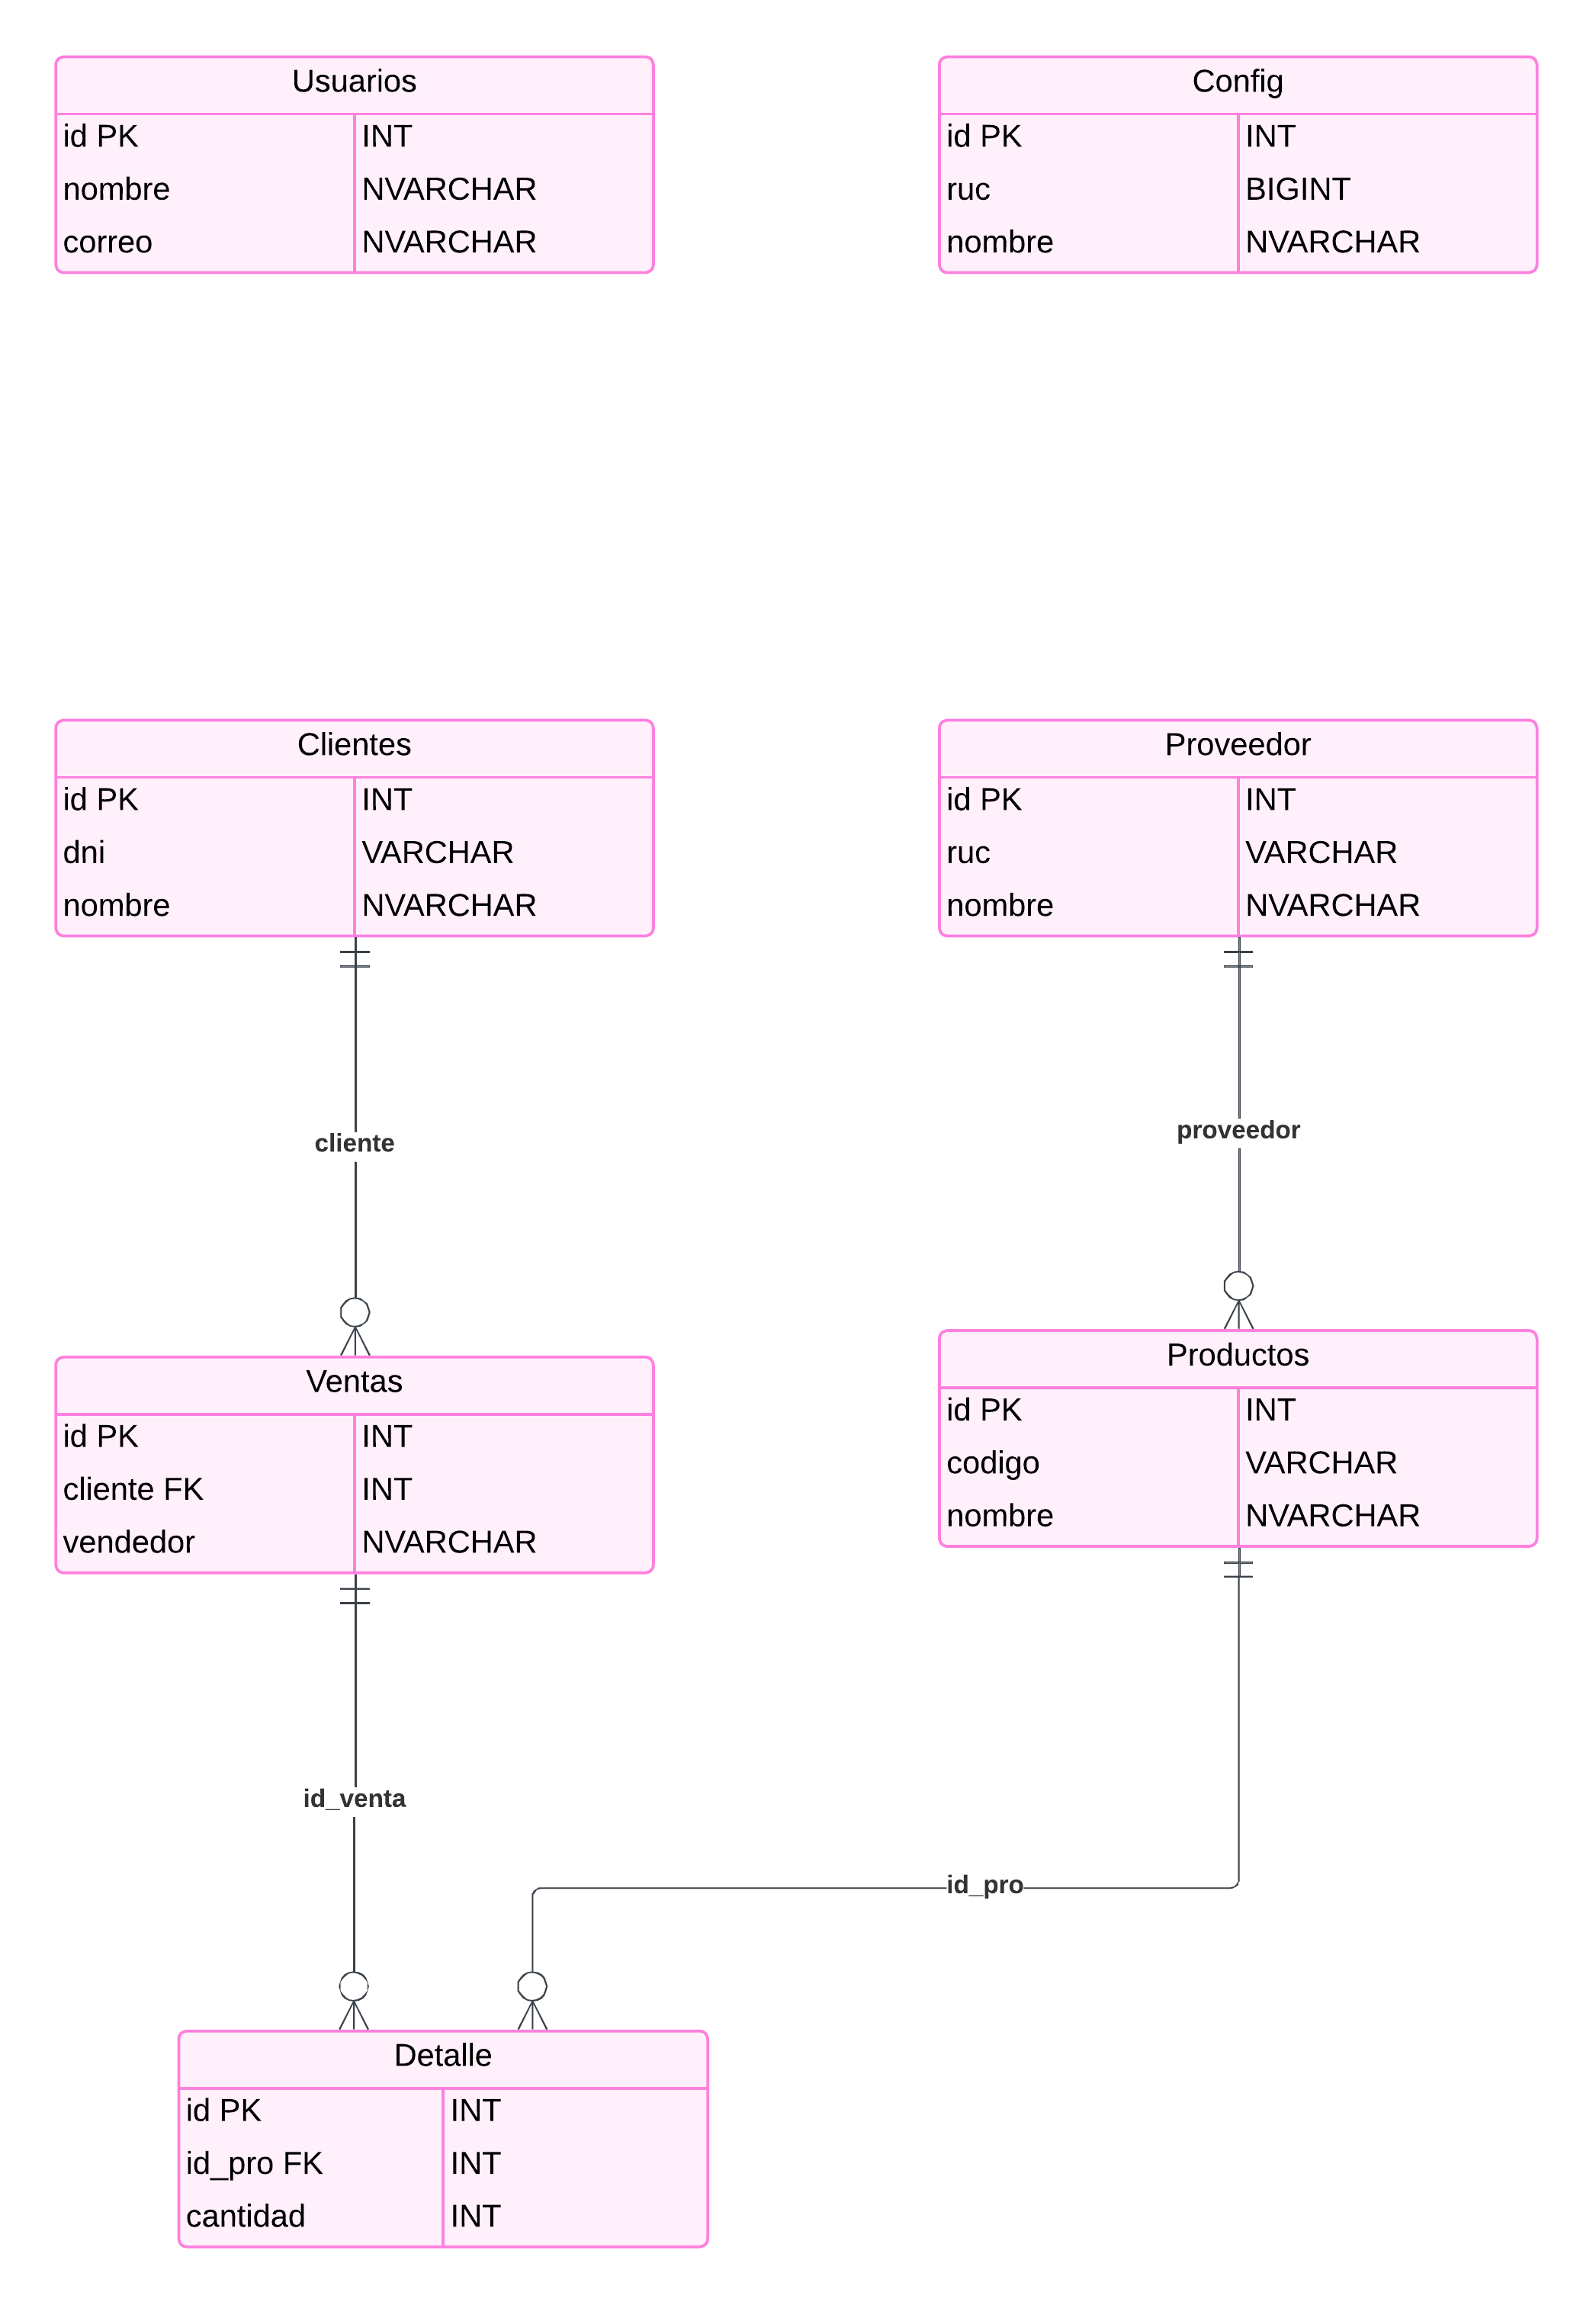 Usuarios
id PK INT
nombre NVARCHAR
correo NVARCHAR
Config
id PK INT
ruc BIGINT
nombre NVARCHAR
Clientes
id PK INT
dni VARCHAR
nombre NVARCHAR
Proveedor
id PK INT
ruc VARCHAR
nombre NVARCHAR
cliente
proveedor
Ventas
id PK INT
cliente FK INT
vendedor NVARCHAR
Productos
id PK INT
codigo VARCHAR
nombre NVARCHAR
id_venta
id_pro
Detalle
id PK INT
id_pro FK INT
cantidad INT